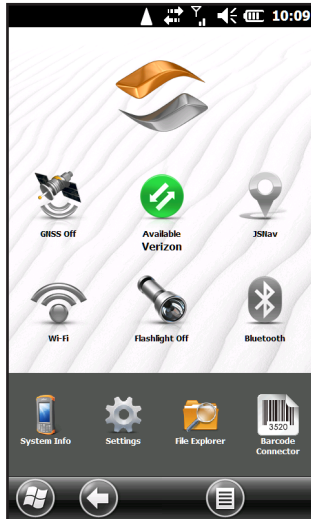 10:09
GNSS Off
Available
Verizon
JSNav
Wi-Fi
Flashlight Off
Bluetooth
System Info
Settings
File Explorer
3520
Barcode
Connector